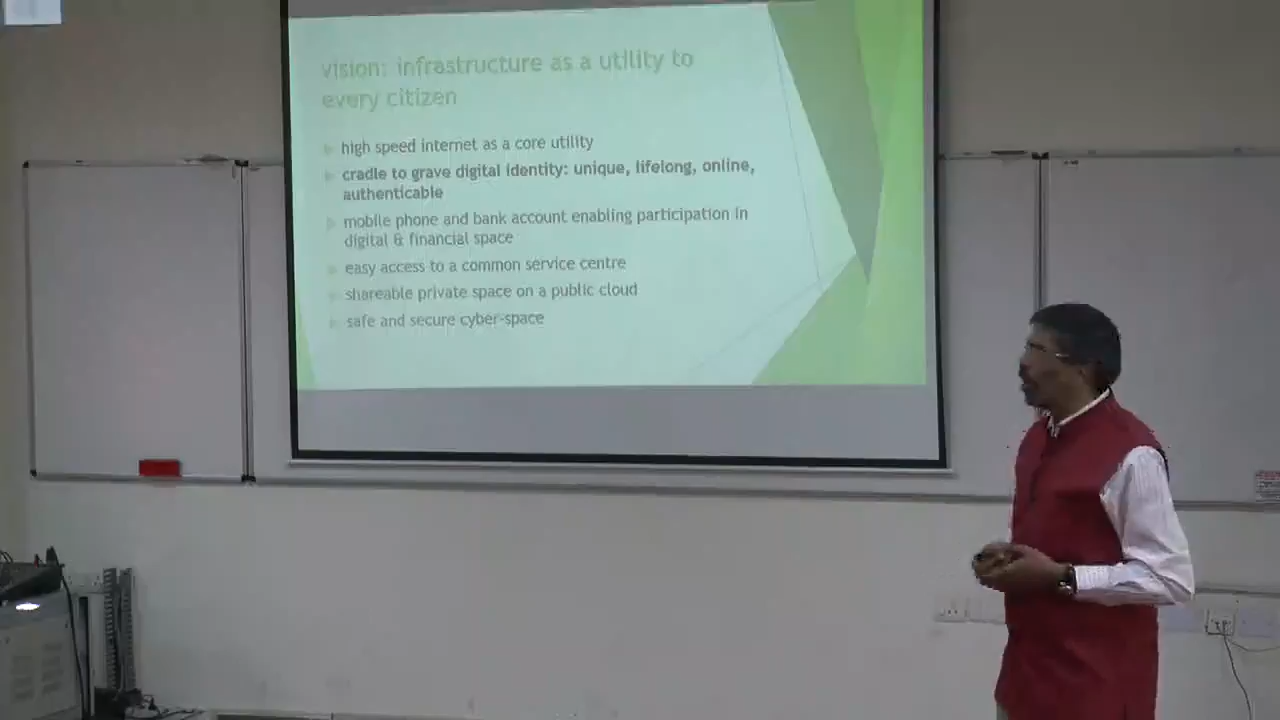 vision: infrastructure as a utility to
every citizen
high speed internet as a core utility
cradle to grave digital identity: unique, lifelong, online,
authenticable
mobile phone and bank account enabling participation in
digital & financial space
easy access to a common service centre
shareable private space on a public cloud
safe and secure cyber-space